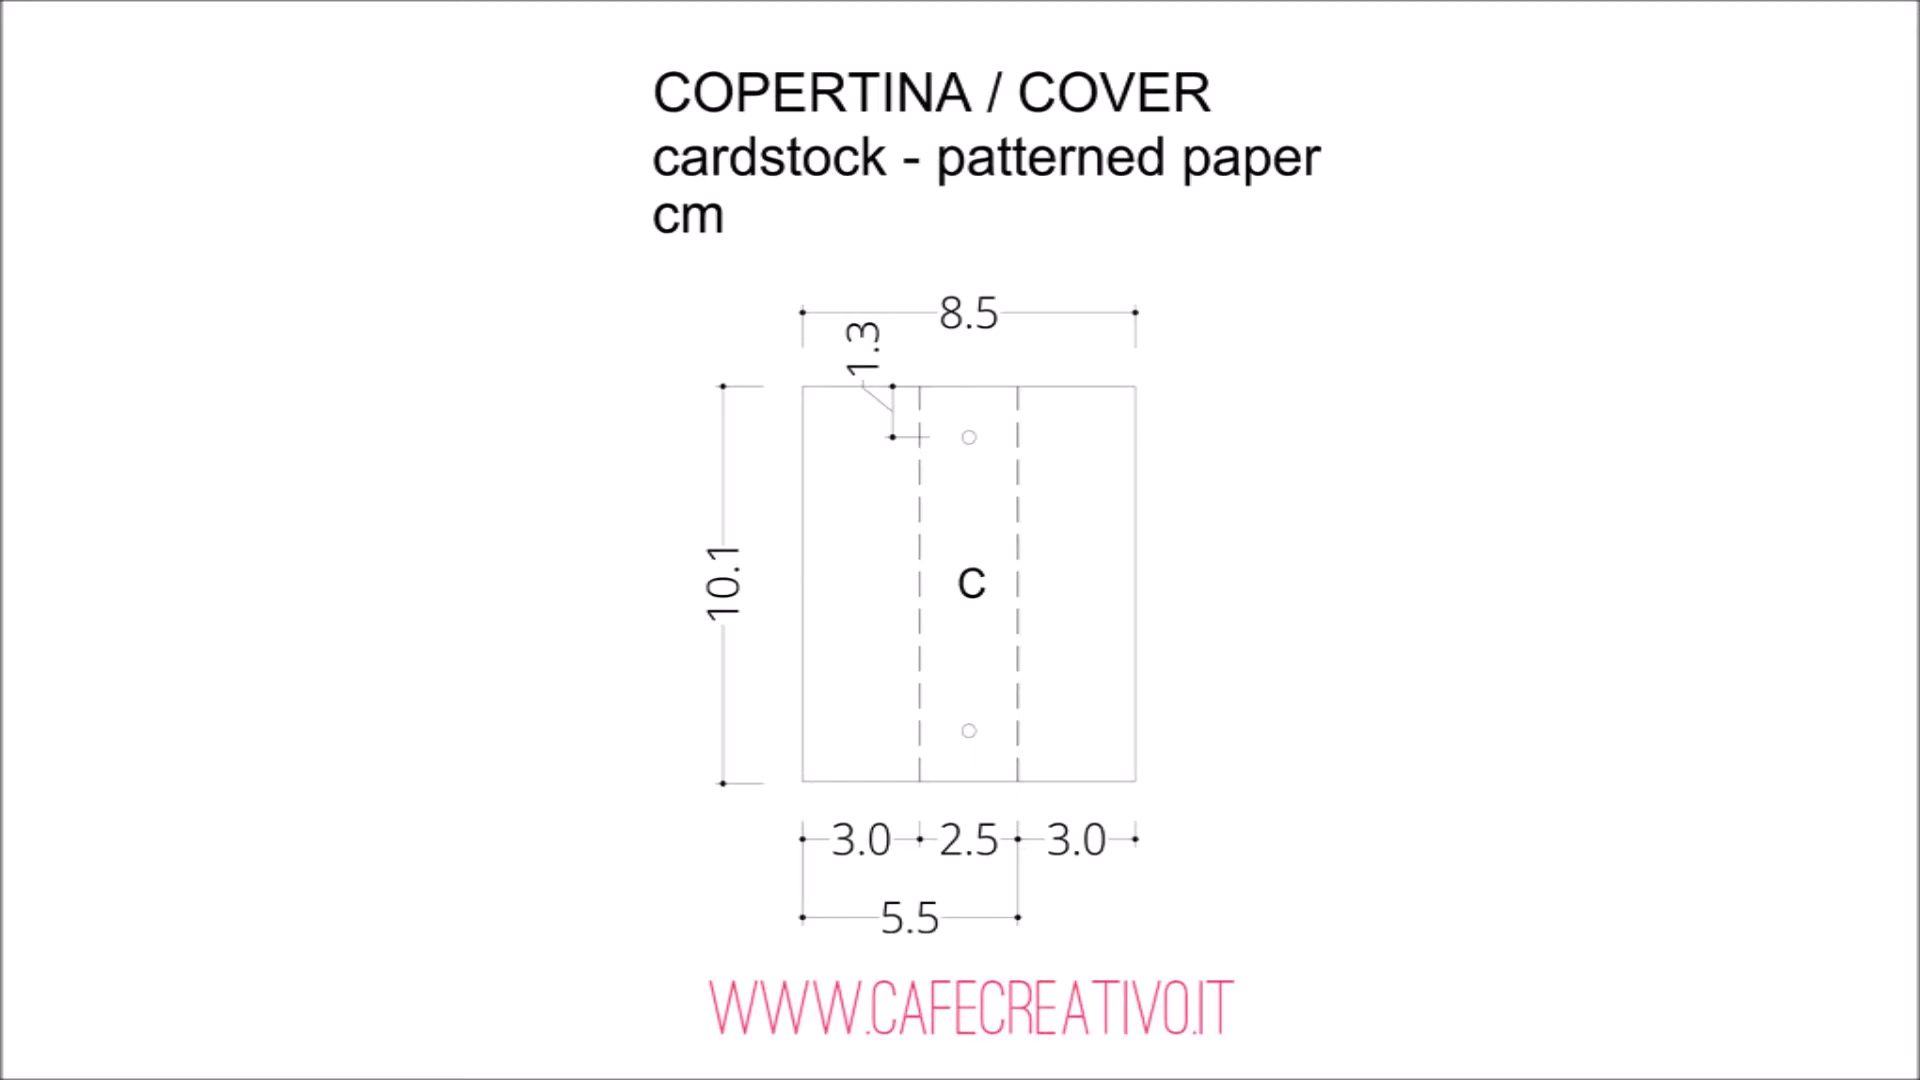 COPERTINA / COVER
cardstock - patterned paper
cm
8.5
1.3
10.1
C
3.0 2.5 3.0
5.5
WWW.CAFECREATIVO.IT